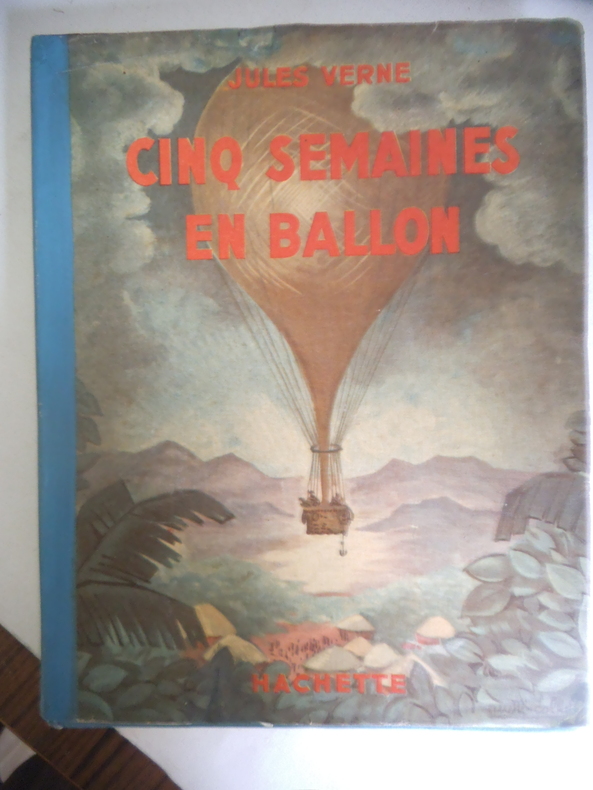 JULES VERNE
CINQ SEMAINES
EN BALLON
HACHETTE